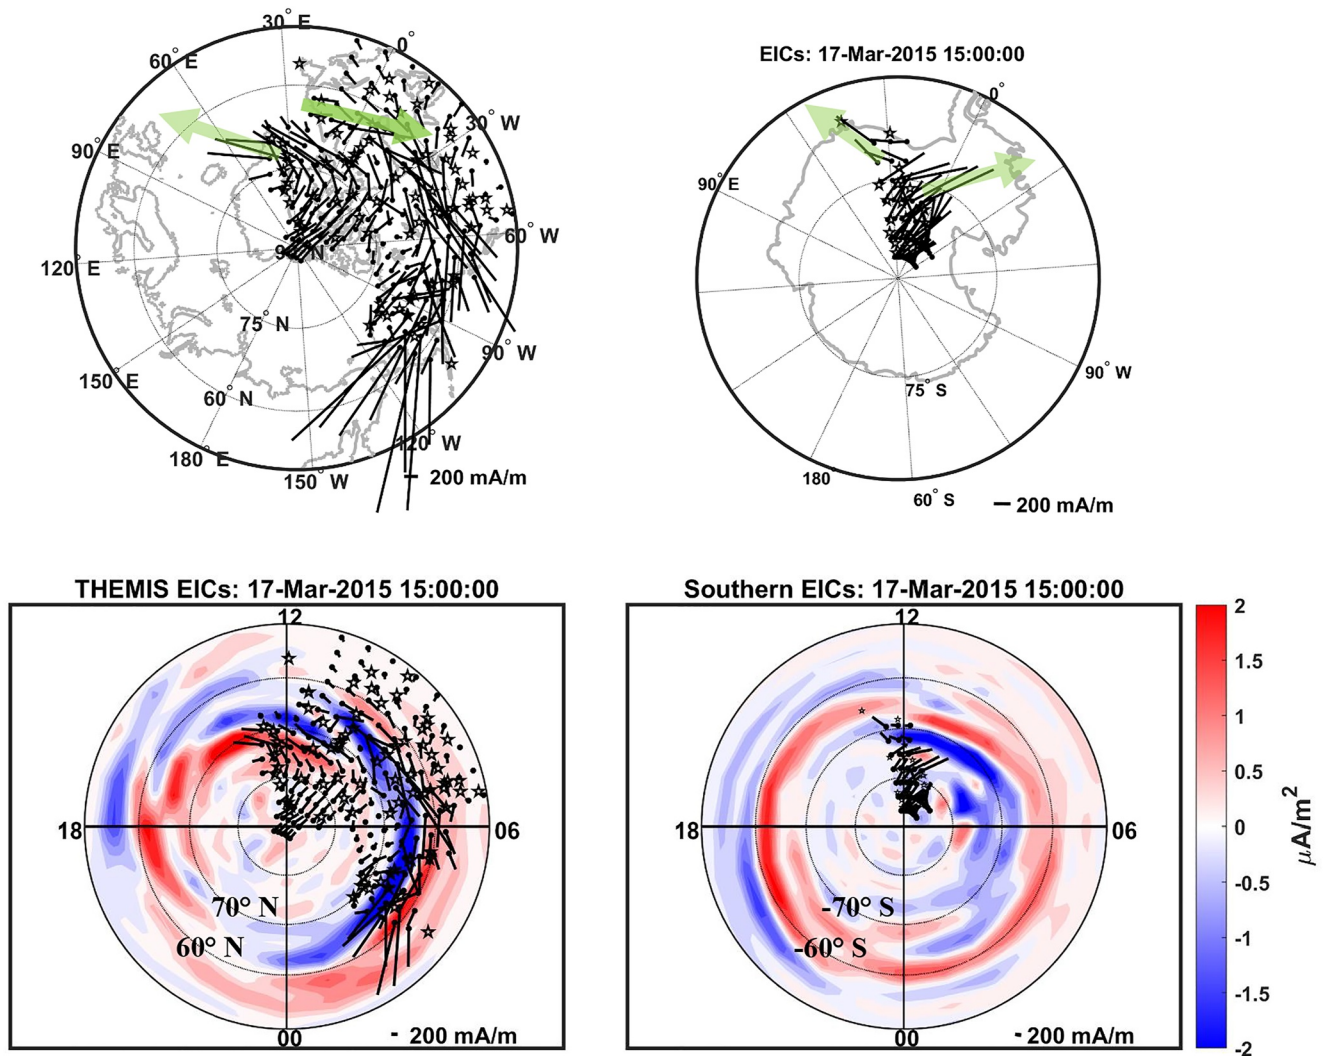 30° E
0°
60° E
30° W
90° E
60° W
90° N
120° E
75° N
90° W
150° E
60° N
120° W
180° E
150° W
200 mA/m
EICs: 17-Mar-2015 15:00:00
0°
90° E
90° W
75° S
180
60° S
200 mA/m
THEMIS EICs: 17-Mar-2015 15:00:00
12
18
06
70° N
60° N
00
- 200 mA/m
Southern EICs: 17-Mar-2015 15:00:00
12
18
06
-70° S
-60° S
00
- 200 mA/m
2
1.5
1
0.5
0
-0.5
-1
-1.5
-2
μA/m²